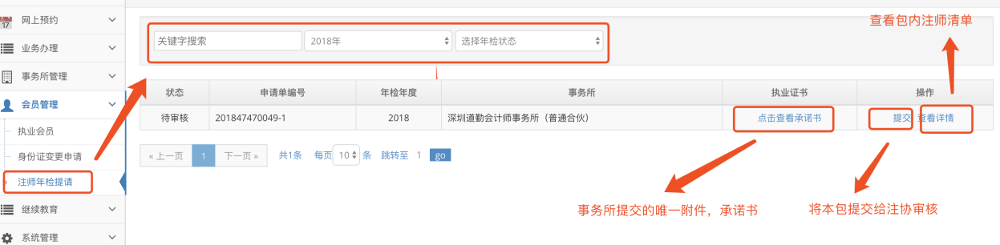 17
网上预约
业务办理
事务所管理
会员管理
执业会员
身份证变更申请
注师年检提请
继续教育
系统管理
查看包内注师清单
关键字搜索 2018年 选择年检状态
状态 申请单编号 年检年度 事务所 执业证书 操作
待审核 201847470049-1 2018 深圳道勤会计师事务所（普通合伙） 点击查看承诺书 提交 查看详情
« 上一页 1 下一页 » 共1条 每页 10 条 跳转至 1 go
事务所提交的唯一附件，承诺书
将本包提交给注协审核